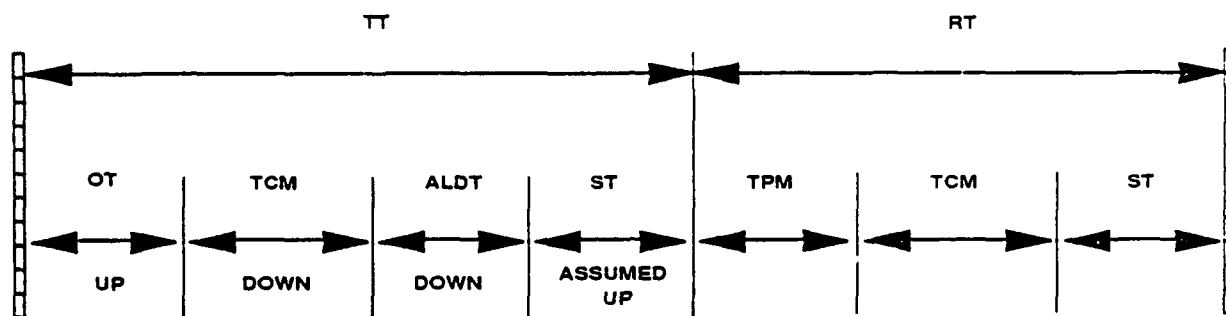 TT RT
OT TCM ALDT ST TPM TCM ST
UP DOWN DOWN ASSUMED UP